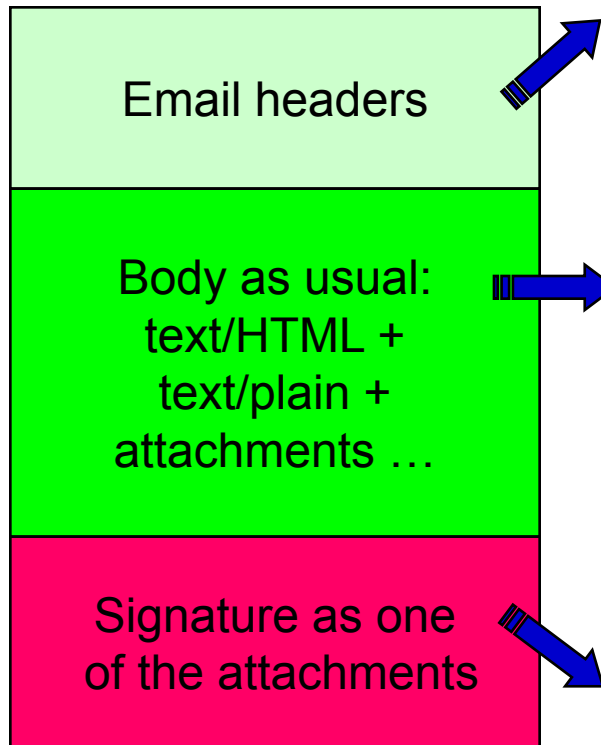 Email headers
Body as usual:
text/HTML +
text/plain +
attachments …
Signature as one
of the attachments